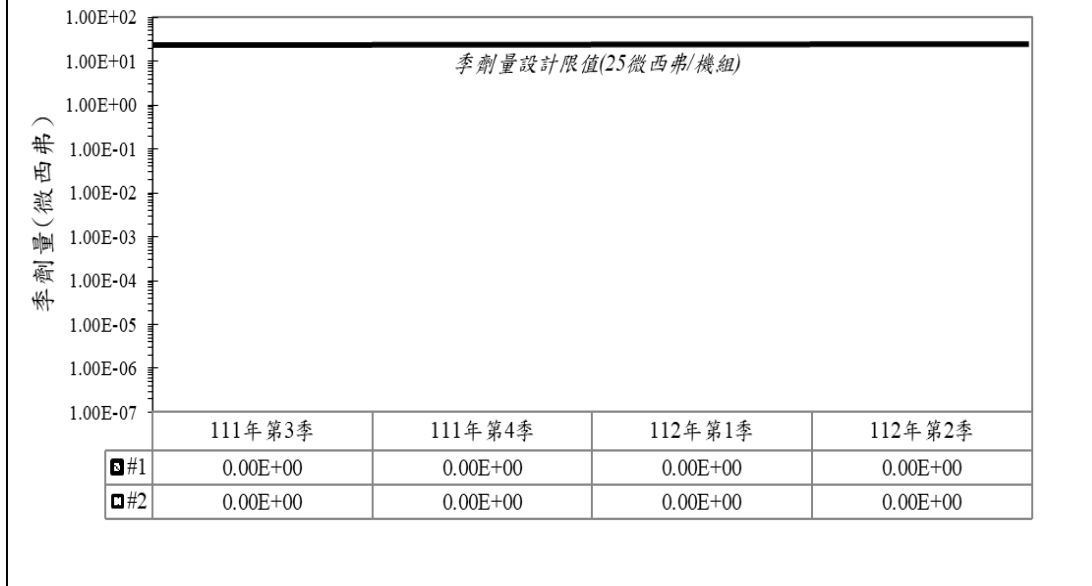 1.00E+02
季劑量設計限值(25微西弗/機組)
1.00E+01
1.00E+00
1.00E-01
1.00E-02
1.00E-03
1.00E-04
1.00E-05
1.00E-06
1.00E-07
季劑量(微西弗)
111年第3季 111年第4季 112年第1季 112年第2季
#1 0.00E+00 0.00E+00 0.00E+00 0.00E+00
#2 0.00E+00 0.00E+00 0.00E+00 0.00E+00